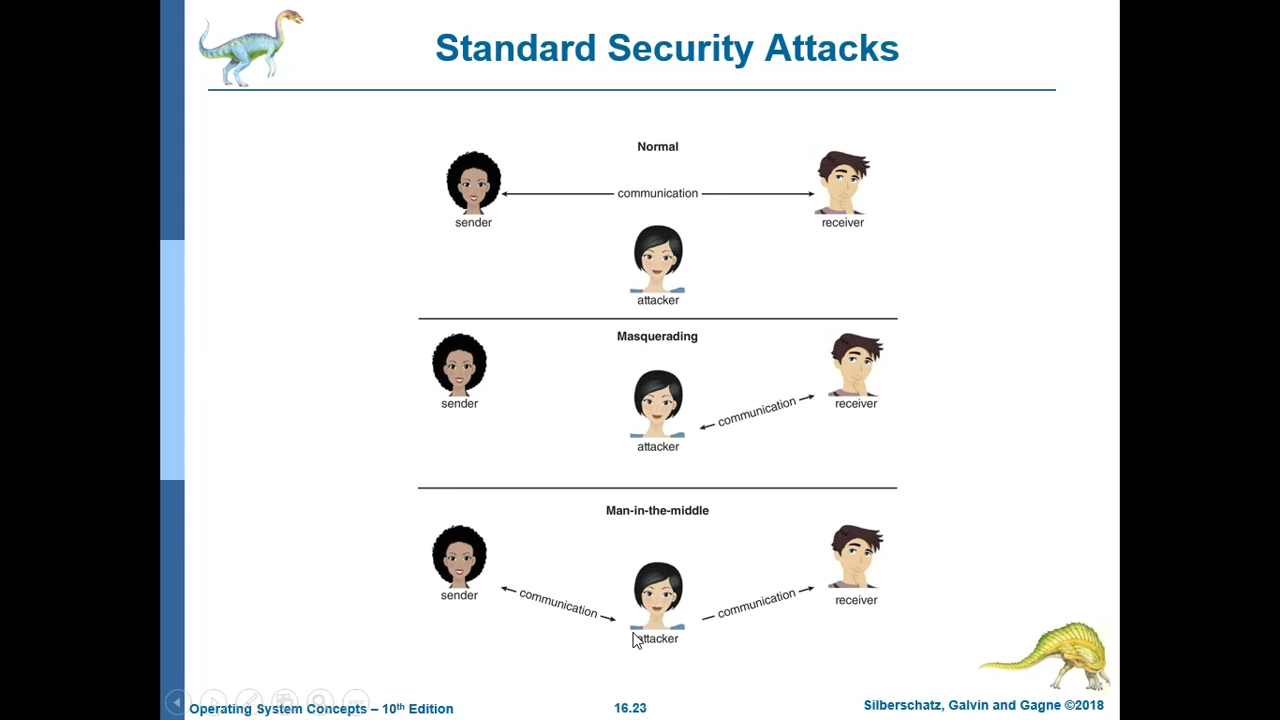 Standard Security Attacks
Normal
communication
sender
receiver
attacker
Masquerading
communication
sender
receiver
attacker
Man-in-the-middle
communication
communication
sender
receiver
attacker
Operating System Concepts – 10th Edition
16.23
Silberschatz, Galvin and Gagne ©2018